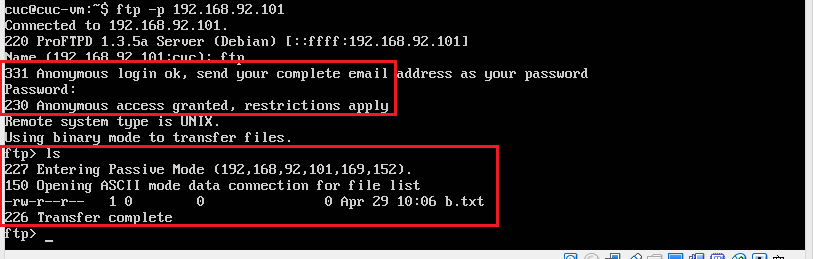 cuc@cuc-vm:~$ ftp -p 192.168.92.101
Connected to 192.168.92.101.
220 ProFTPD 1.3.5a Server (Debian) [::ffff:192.168.92.101]
Name (192.168.92.101:cuc): ftp
331 Anonymous login ok, send your complete email address as your password
Password:
230 Anonymous access granted, restrictions apply
Remote system type is UNIX.
Using binary mode to transfer files.
ftp> ls
227 Entering Passive Mode (192,168,92,101,169,152).
150 Opening ASCII mode data connection for file list
-rw-r--r--   1 0        0               0 Apr 29 10:06 b.txt
226 Transfer complete
ftp> _